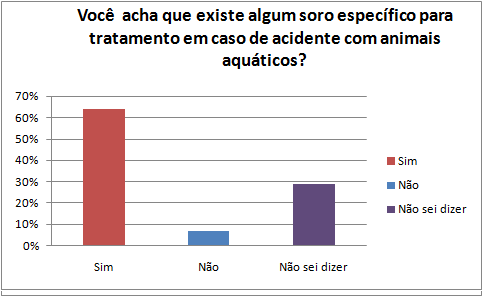 Você acha que existe algum soro específico para
tratamento em caso de acidente com animais
aquáticos?
70%
60%
50%
40%
30%
20%
10%
0%
Sim
Não
Não sei dizer
Sim
Não
Não sei dizer